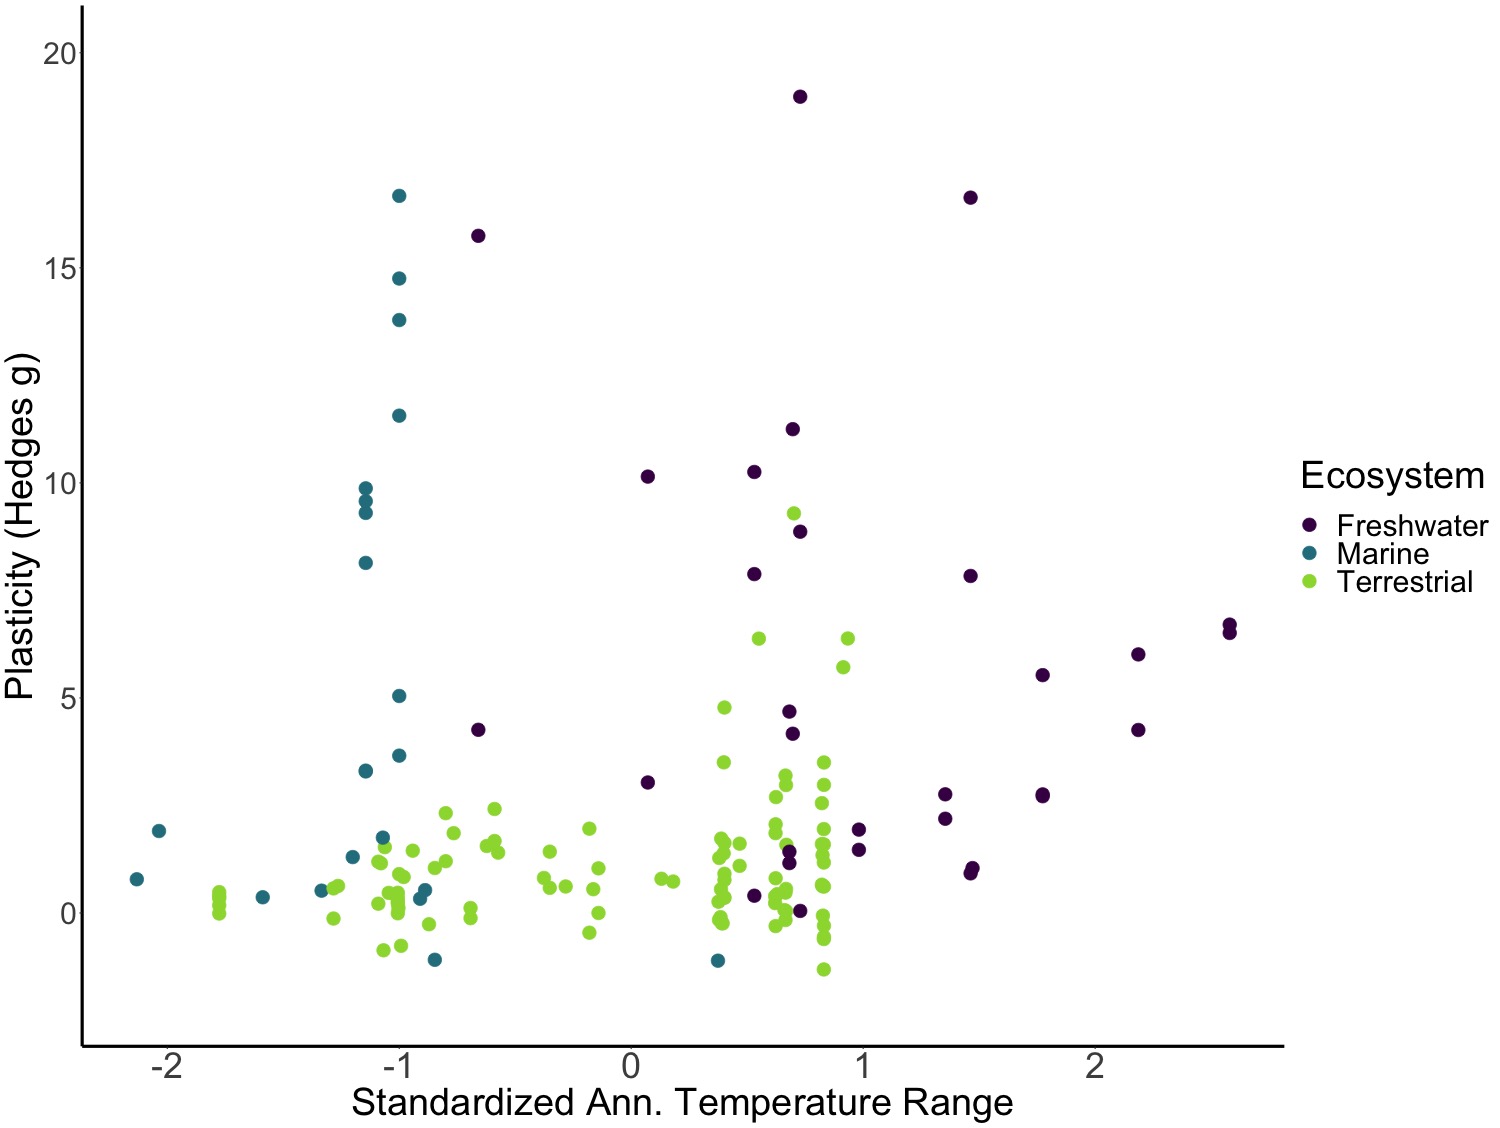 20
15
10
5
0
Plasticity (Hedges g)
-2 -1 0 1 2
Standardized Ann. Temperature Range
Ecosystem
Freshwater
Marine
Terrestrial